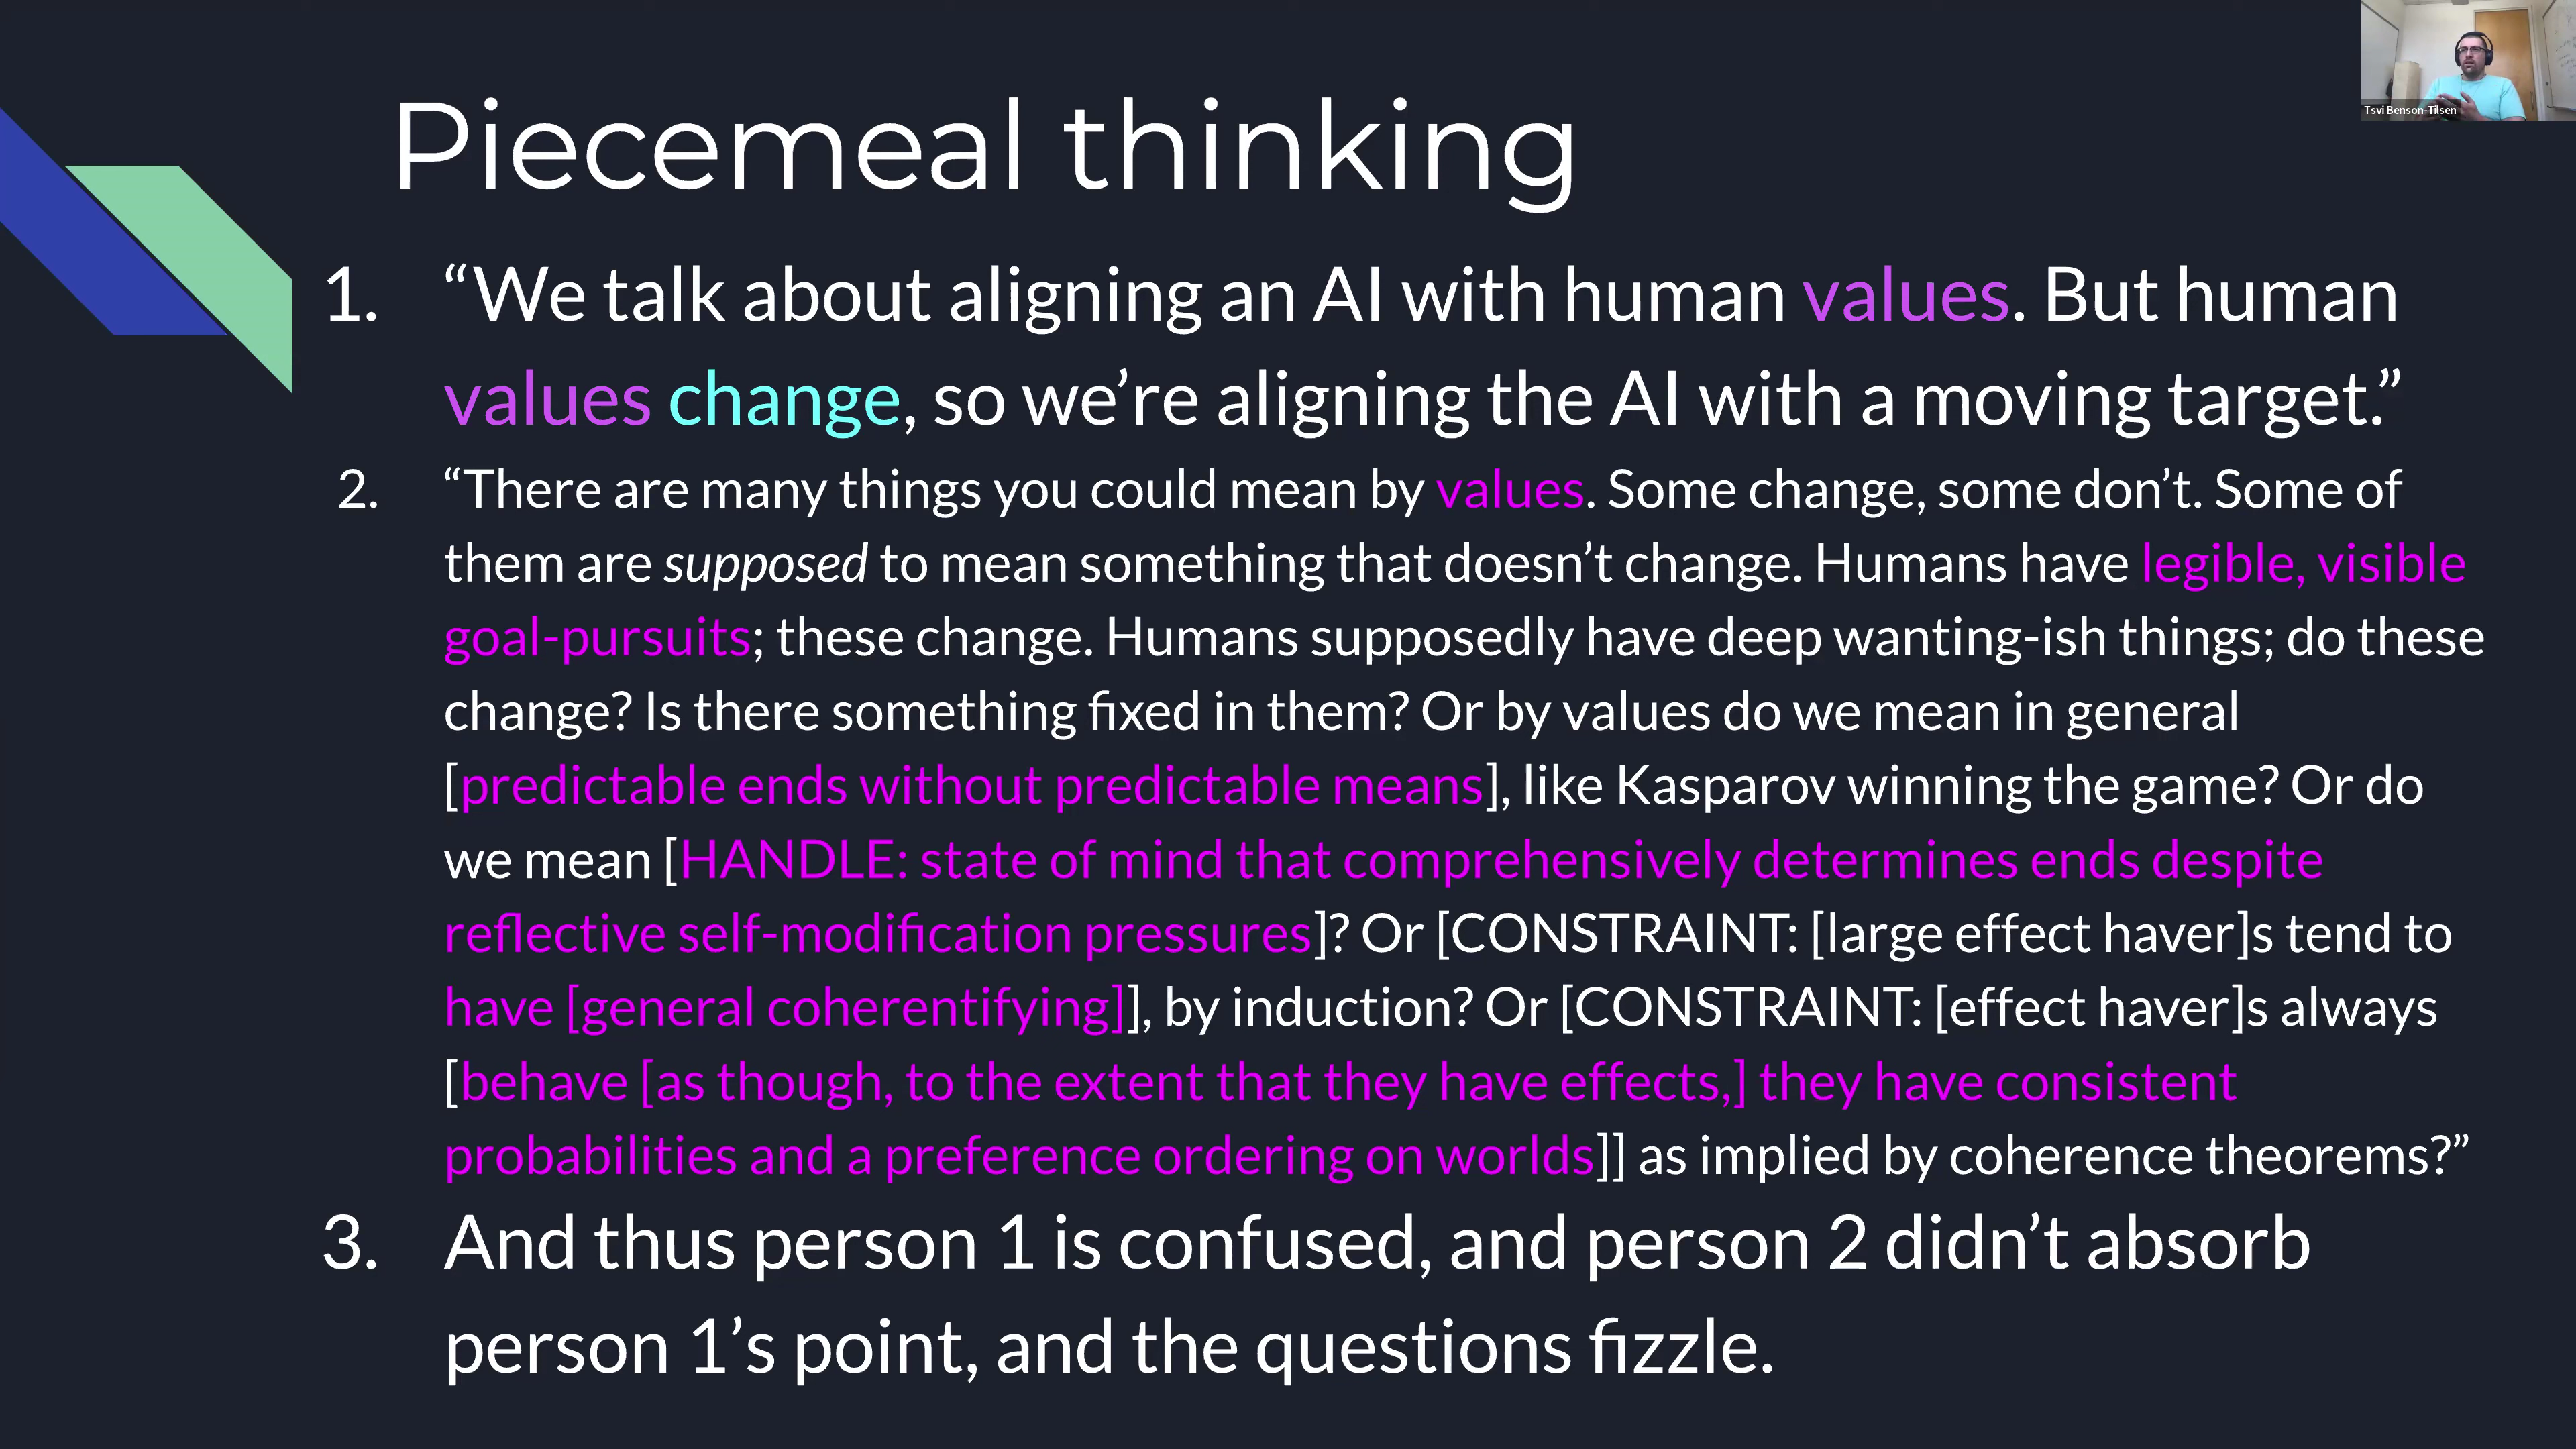 Tsvi Benson-Tilsen
Piecemeal thinking
1. “We talk about aligning an AI with human values. But human
values change, so we’re aligning the AI with a moving target.”
2. “There are many things you could mean by values. Some change, some don’t. Some of
them are supposed to mean something that doesn’t change. Humans have legible, visible
goal-pursuits; these change. Humans supposedly have deep wanting-ish things; do these
change? Is there something fixed in them? Or by values do we mean in general
[predictable ends without predictable means], like Kasparov winning the game? Or do
we mean [HANDLE: state of mind that comprehensively determines ends despite
reflective self-modification pressures]? Or [CONSTRAINT: [large effect haver]s tend to
have [general coherentifying]], by induction? Or [CONSTRAINT: [effect haver]s always
[behave [as though, to the extent that they have effects,] they have consistent
probabilities and a preference ordering on worlds]] as implied by coherence theorems?”
3. And thus person 1 is confused, and person 2 didn’t absorb
person 1’s point, and the questions fizzle.